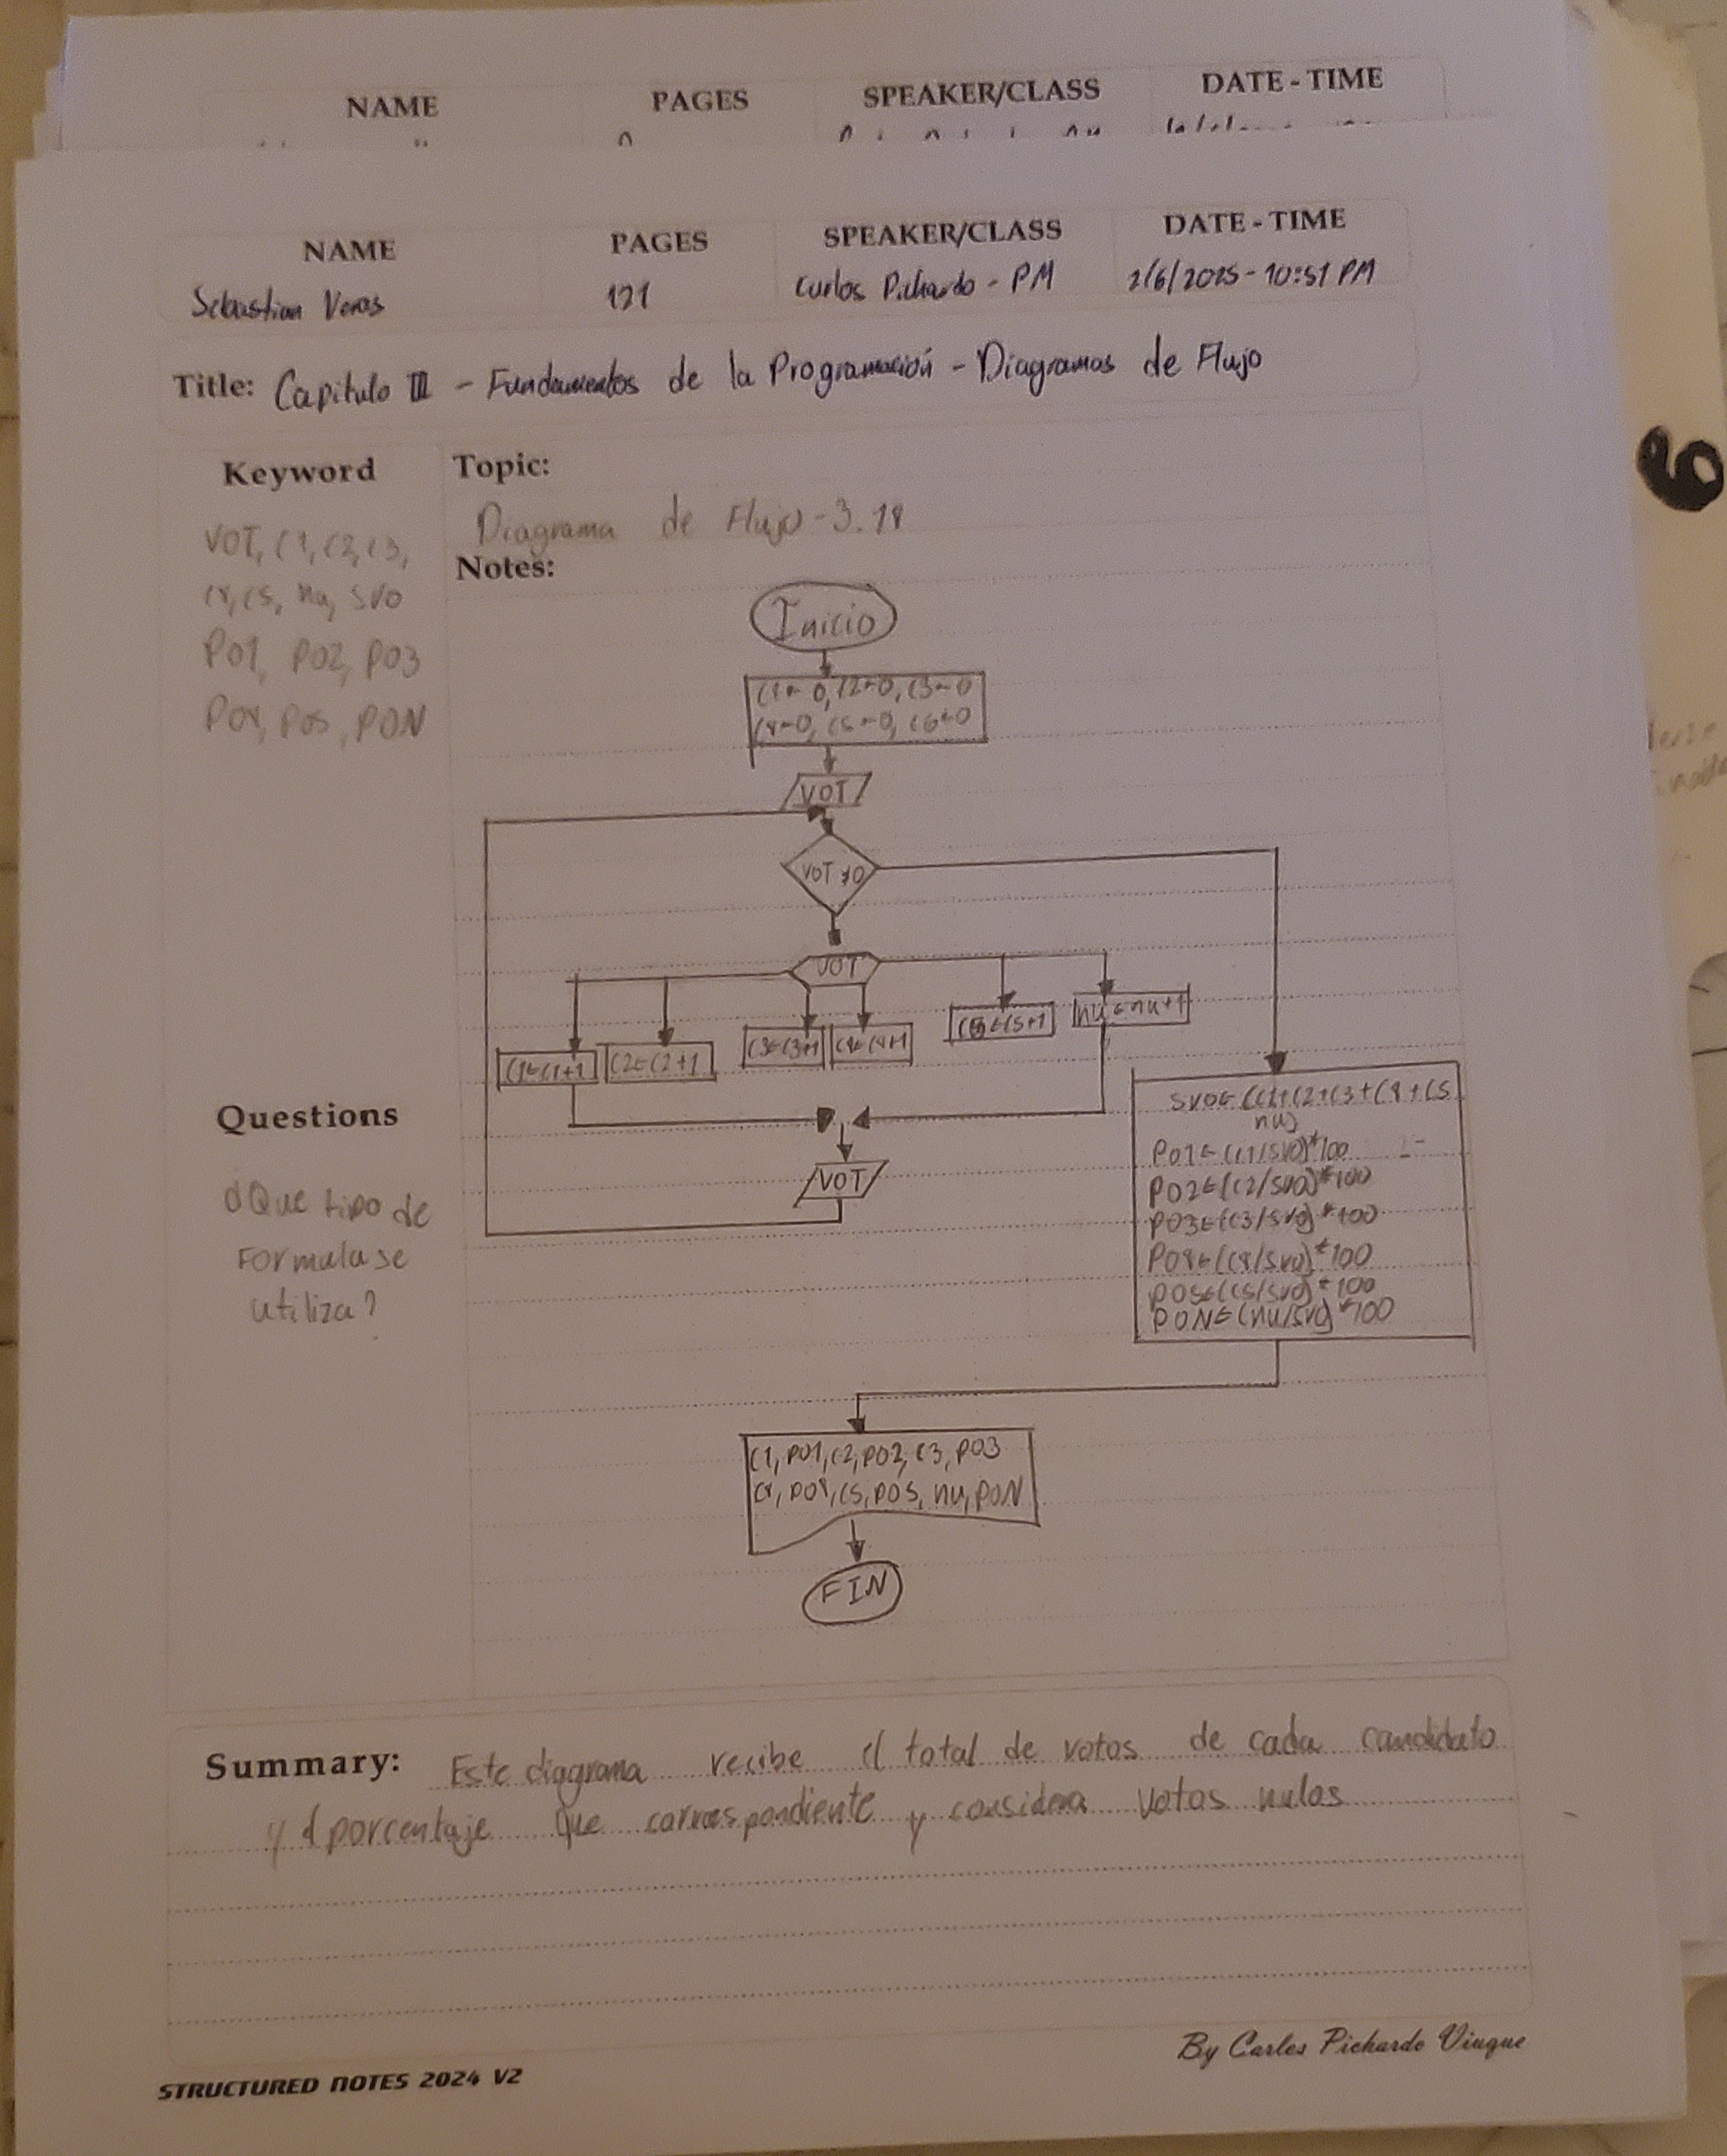 NAME PAGES SPEAKER/CLASS DATE - TIME
NAME PAGES SPEAKER/CLASS DATE - TIME
Sebastian Veras 121 Carlos Pichardo - PM 2/6/2025 - 10:51 PM
Title: Capitulo III - Fundamentos de la Programación - Diagramas de Flujo
Keyword
VOT, C1, C2, C3,
C4, C5, nu, SVO
PO1, PO2, PO3
PO4, PO5, PON
Topic:
Diagrama de Flujo - 3.18
Notes:
Inicio
C1←0, C2←0, C3←0
C4←0, C5←0, C6←0
VOT
VOT ≠0
VOT
C1←C1+1
C2←C2+1
C3←C3+1
C4←C4+1
C5←C5+1
nu←nu+1
VOT
SVO←(C1+C2+C3+C4+C5
nu)
PO1←(C1/SVO)*100
PO2←(C2/SVO)*100
PO3←(C3/SVO)*100
PO4←(C4/SVO)*100
PO5←(C5/SVO)*100
PON←(nu/SVO)*100
C1, PO1, C2, PO2, C3, PO3
C4, PO4, C5, PO5, nu, PON
FIN
Questions
¿Que tipo de
Formula se
utiliza?
Summary: Este diagrama recibe el total de votos de cada candidato
y el porcentaje que correspondiente y considera votos nulos
By Carlos Pichardo Viuque
STRUCTURED NOTES 2024 V2
6